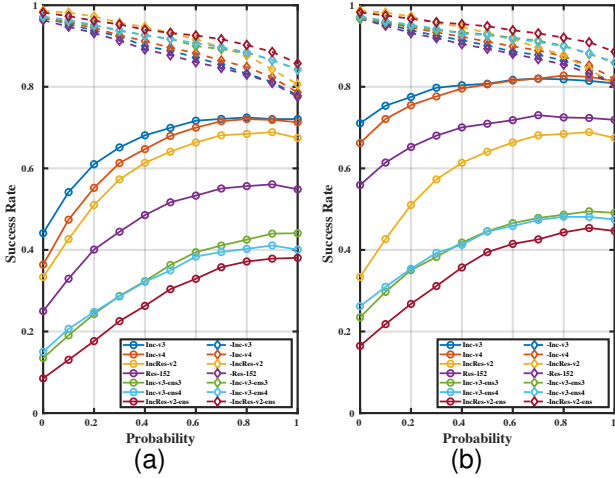 1
0.8
0.6
0.4
0.2
0
Success Rate
0 0.2 0.4 0.6 0.8 1
Probability
Inc-v3 -Inc-v3
Inc-v4 -Inc-v4
IncRes-v2 -IncRes-v2
Res-152 -Res-152
Inc-v3-ens3 -Inc-v3-ens3
Inc-v3-ens4 -Inc-v3-ens4
IncRes-v2-ens -IncRes-v2-ens
(a)
1
0.8
0.6
0.4
0.2
0
Success Rate
0 0.2 0.4 0.6 0.8 1
Probability
Inc-v3 -Inc-v3
Inc-v4 -Inc-v4
IncRes-v2 -IncRes-v2
Res-152 -Res-152
Inc-v3-ens3 -Inc-v3-ens3
Inc-v3-ens4 -Inc-v3-ens4
IncRes-v2-ens -IncRes-v2-ens
(b)